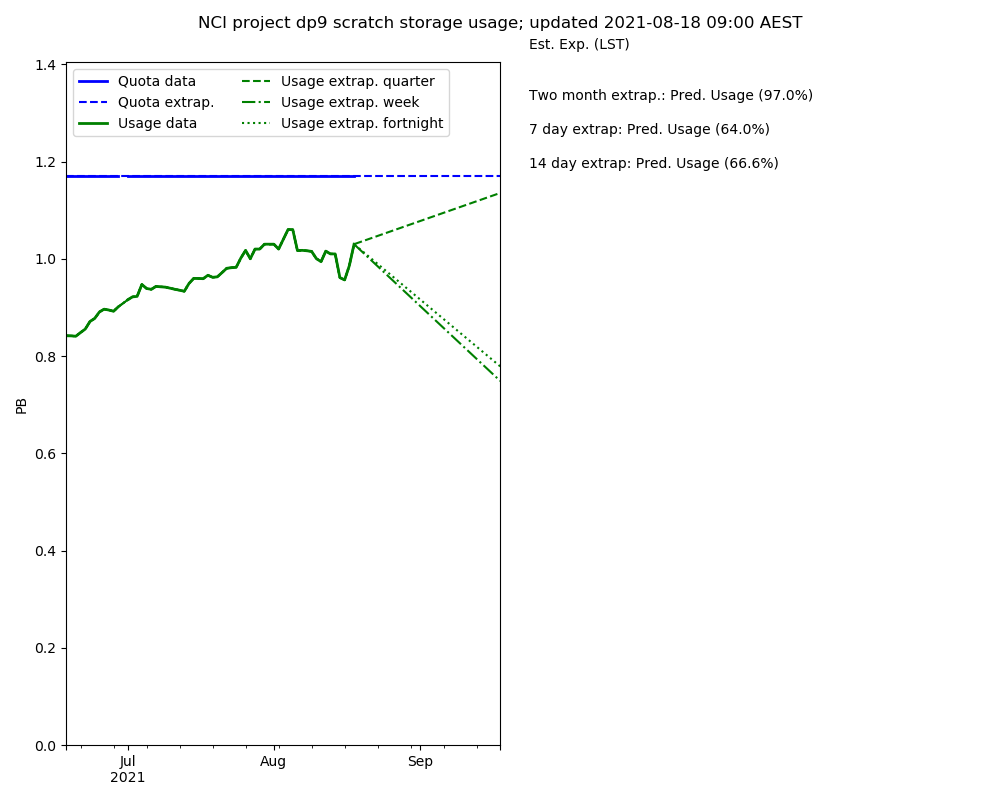 NCI project dp9 scratch storage usage; updated 2021-08-18 09:00 AEST
Est. Exp. (LST)
Two month extrap.: Pred. Usage (97.0%)
7 day extrap: Pred. Usage (64.0%)
14 day extrap: Pred. Usage (66.6%)
Quota data
Quota extrap.
Usage data
Usage extrap. quarter
Usage extrap. week
Usage extrap. fortnight
PB
1.4
1.2
1.0
0.8
0.6
0.4
0.2
0.0
Jul
2021
Aug
Sep